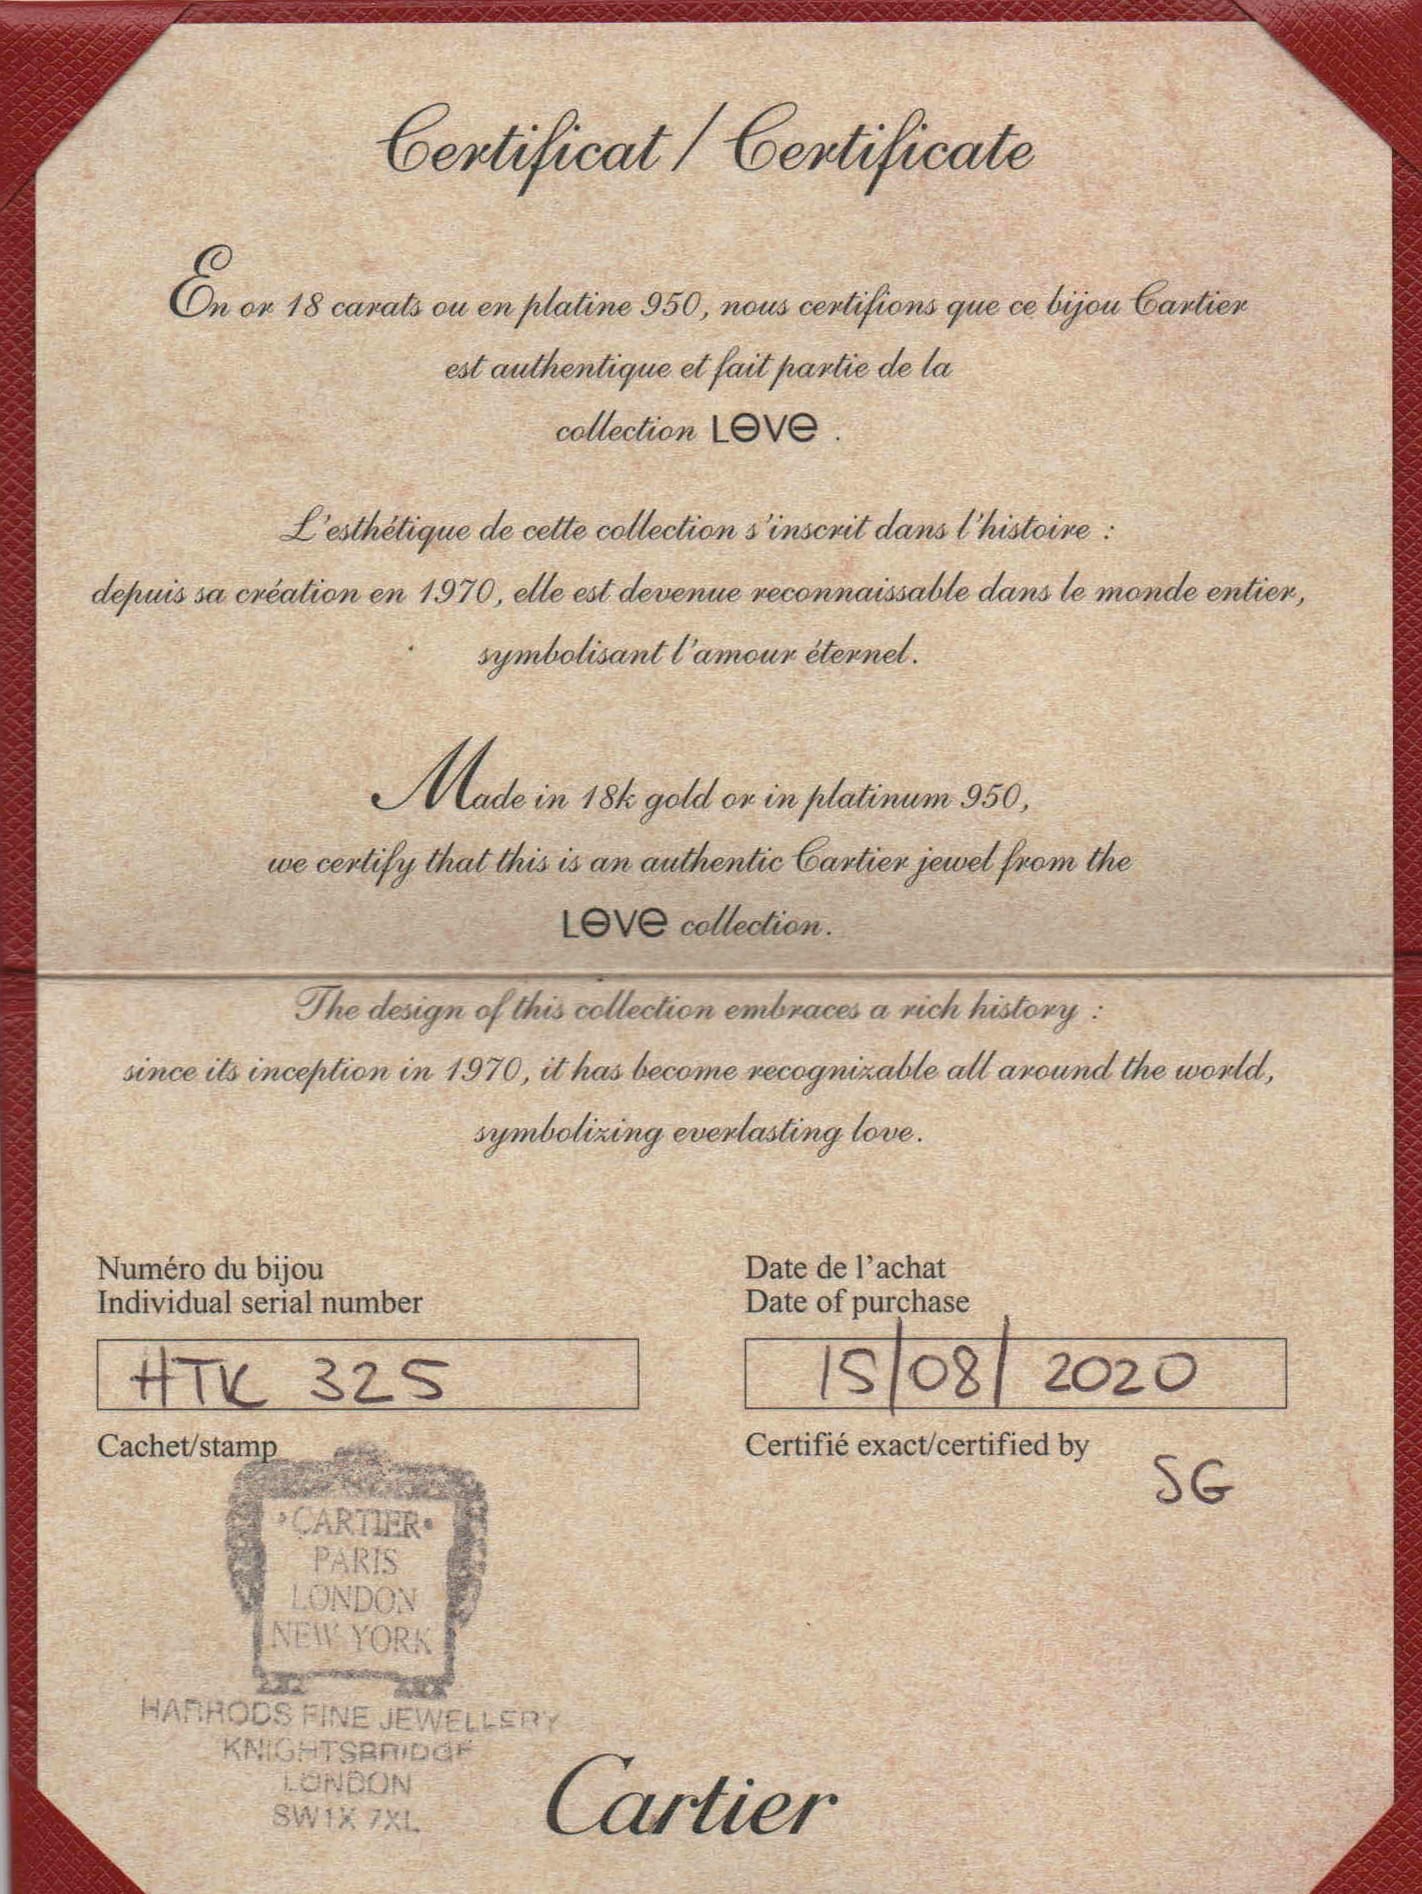 Certificat / Certificate
En or 18 carats ou en platine 950, nous certifions que ce bijou Cartier
est authentique et fait partie de la
collection LOVE .
L'esthétique de cette collection s'inscrit dans l'histoire :
depuis sa création en 1970, elle est devenue reconnaissable dans le monde entier,
symbolisant l'amour éternel.
Made in 18k gold or in platinum 950,
we certify that this is an authentic Cartier jewel from the
LOVE collection.
The design of this collection embraces a rich history :
since its inception in 1970, it has become recognizable all around the world,
symbolizing everlasting love.
Numéro du bijou
Individual serial number
HTK 325
Date de l'achat
Date of purchase
15/08/2020
Cachet/stamp
Certifié exact/certified by
SG
•CARTIER•
PARIS
LONDON
NEW YORK
HARRODS FINE JEWELLERY
KNIGHTSBRIDGE
LONDON
SW1X 7XL
Cartier